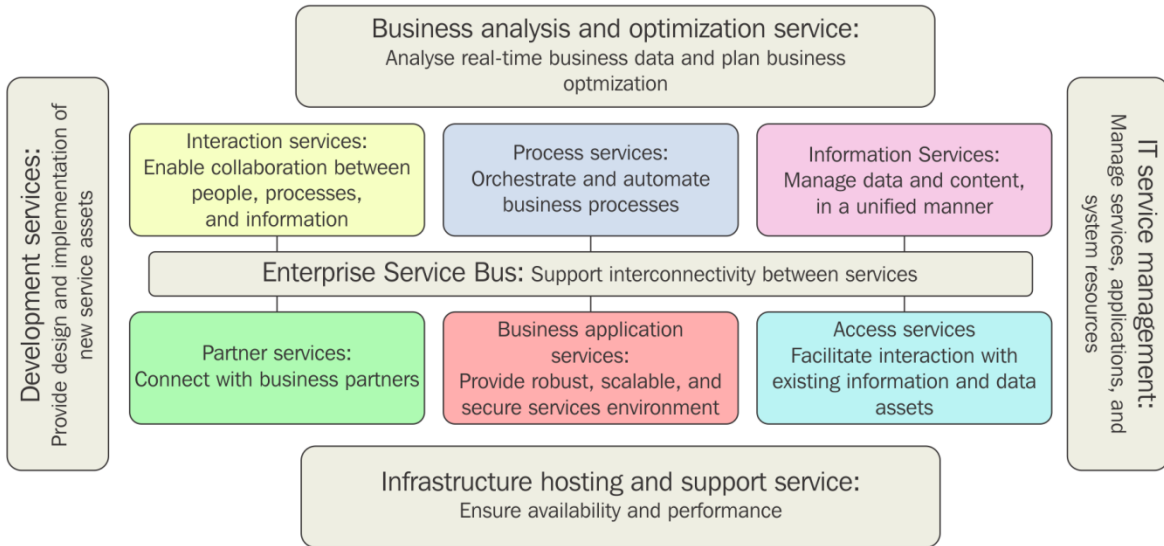 Business analysis and optimization service:
Analyse real-time business data and plan business
optmization
Development services:
Provide design and implementation of
new service assets
Interaction services:
Enable collaboration between
people, processes,
and information
Process services:
Orchestrate and automate
business processes
Information Services:
Manage data and content,
in a unified manner
IT service management:
Manage services, applications, and
system resources
Enterprise Service Bus: Support interconnectivity between services
Partner services:
Connect with business partners
Business application
services:
Provide robust, scalable, and
secure services environment
Access services
Facilitate interaction with
existing information and data
assets
Infrastructure hosting and support service:
Ensure availability and performance